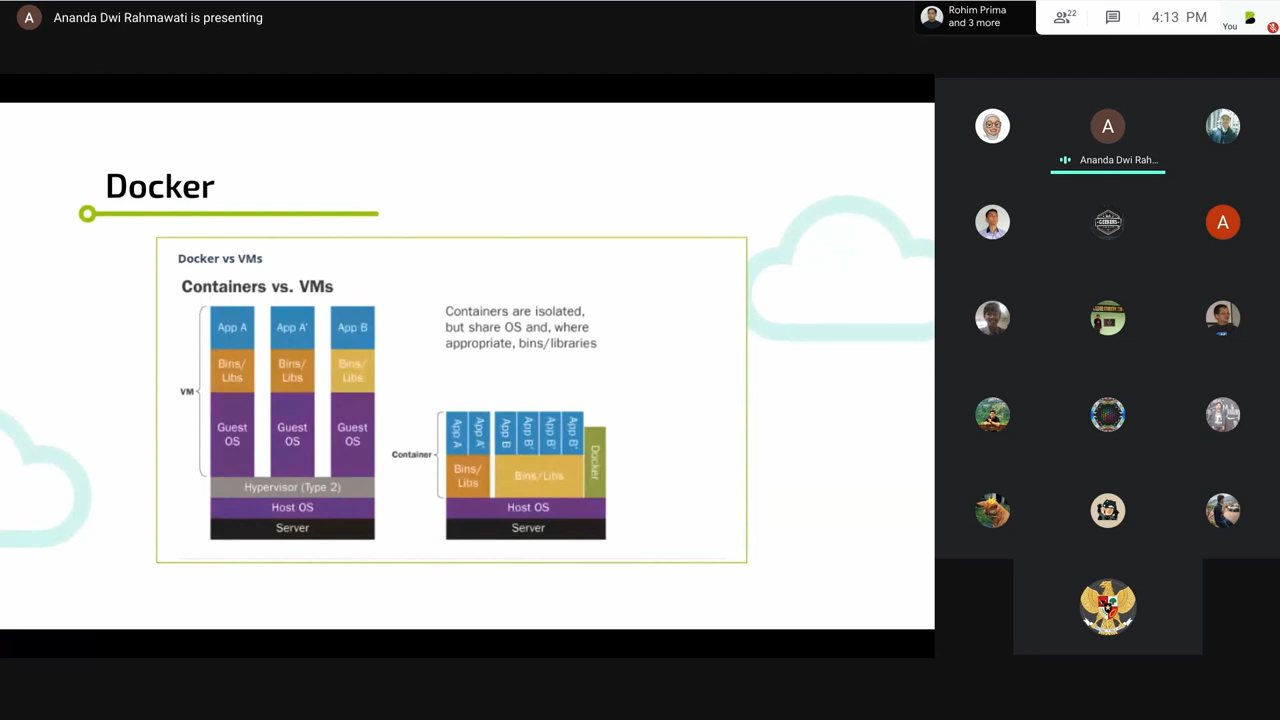 A
Ananda Dwi Rahmawati is presenting
Rohim Prima
and 3 more
22
4:13 PM
You
Docker
Docker vs VMs
Containers vs. VMs
App A
App A'
App B
Bins/
Libs
Bins/
Libs
Bins/
Libs
VM
Guest
OS
Guest
OS
Guest
OS
Hypervisor (Type 2)
Host OS
Server
Containers are isolated,
but share OS and, where
appropriate, bins/libraries
Container
App A
App A'
App B
App B'
App B'
App B'
Docker
Bins/
Libs
Bins/Libs
Host OS
Server
A
Ananda Dwi Rah...
GEEKERS
A